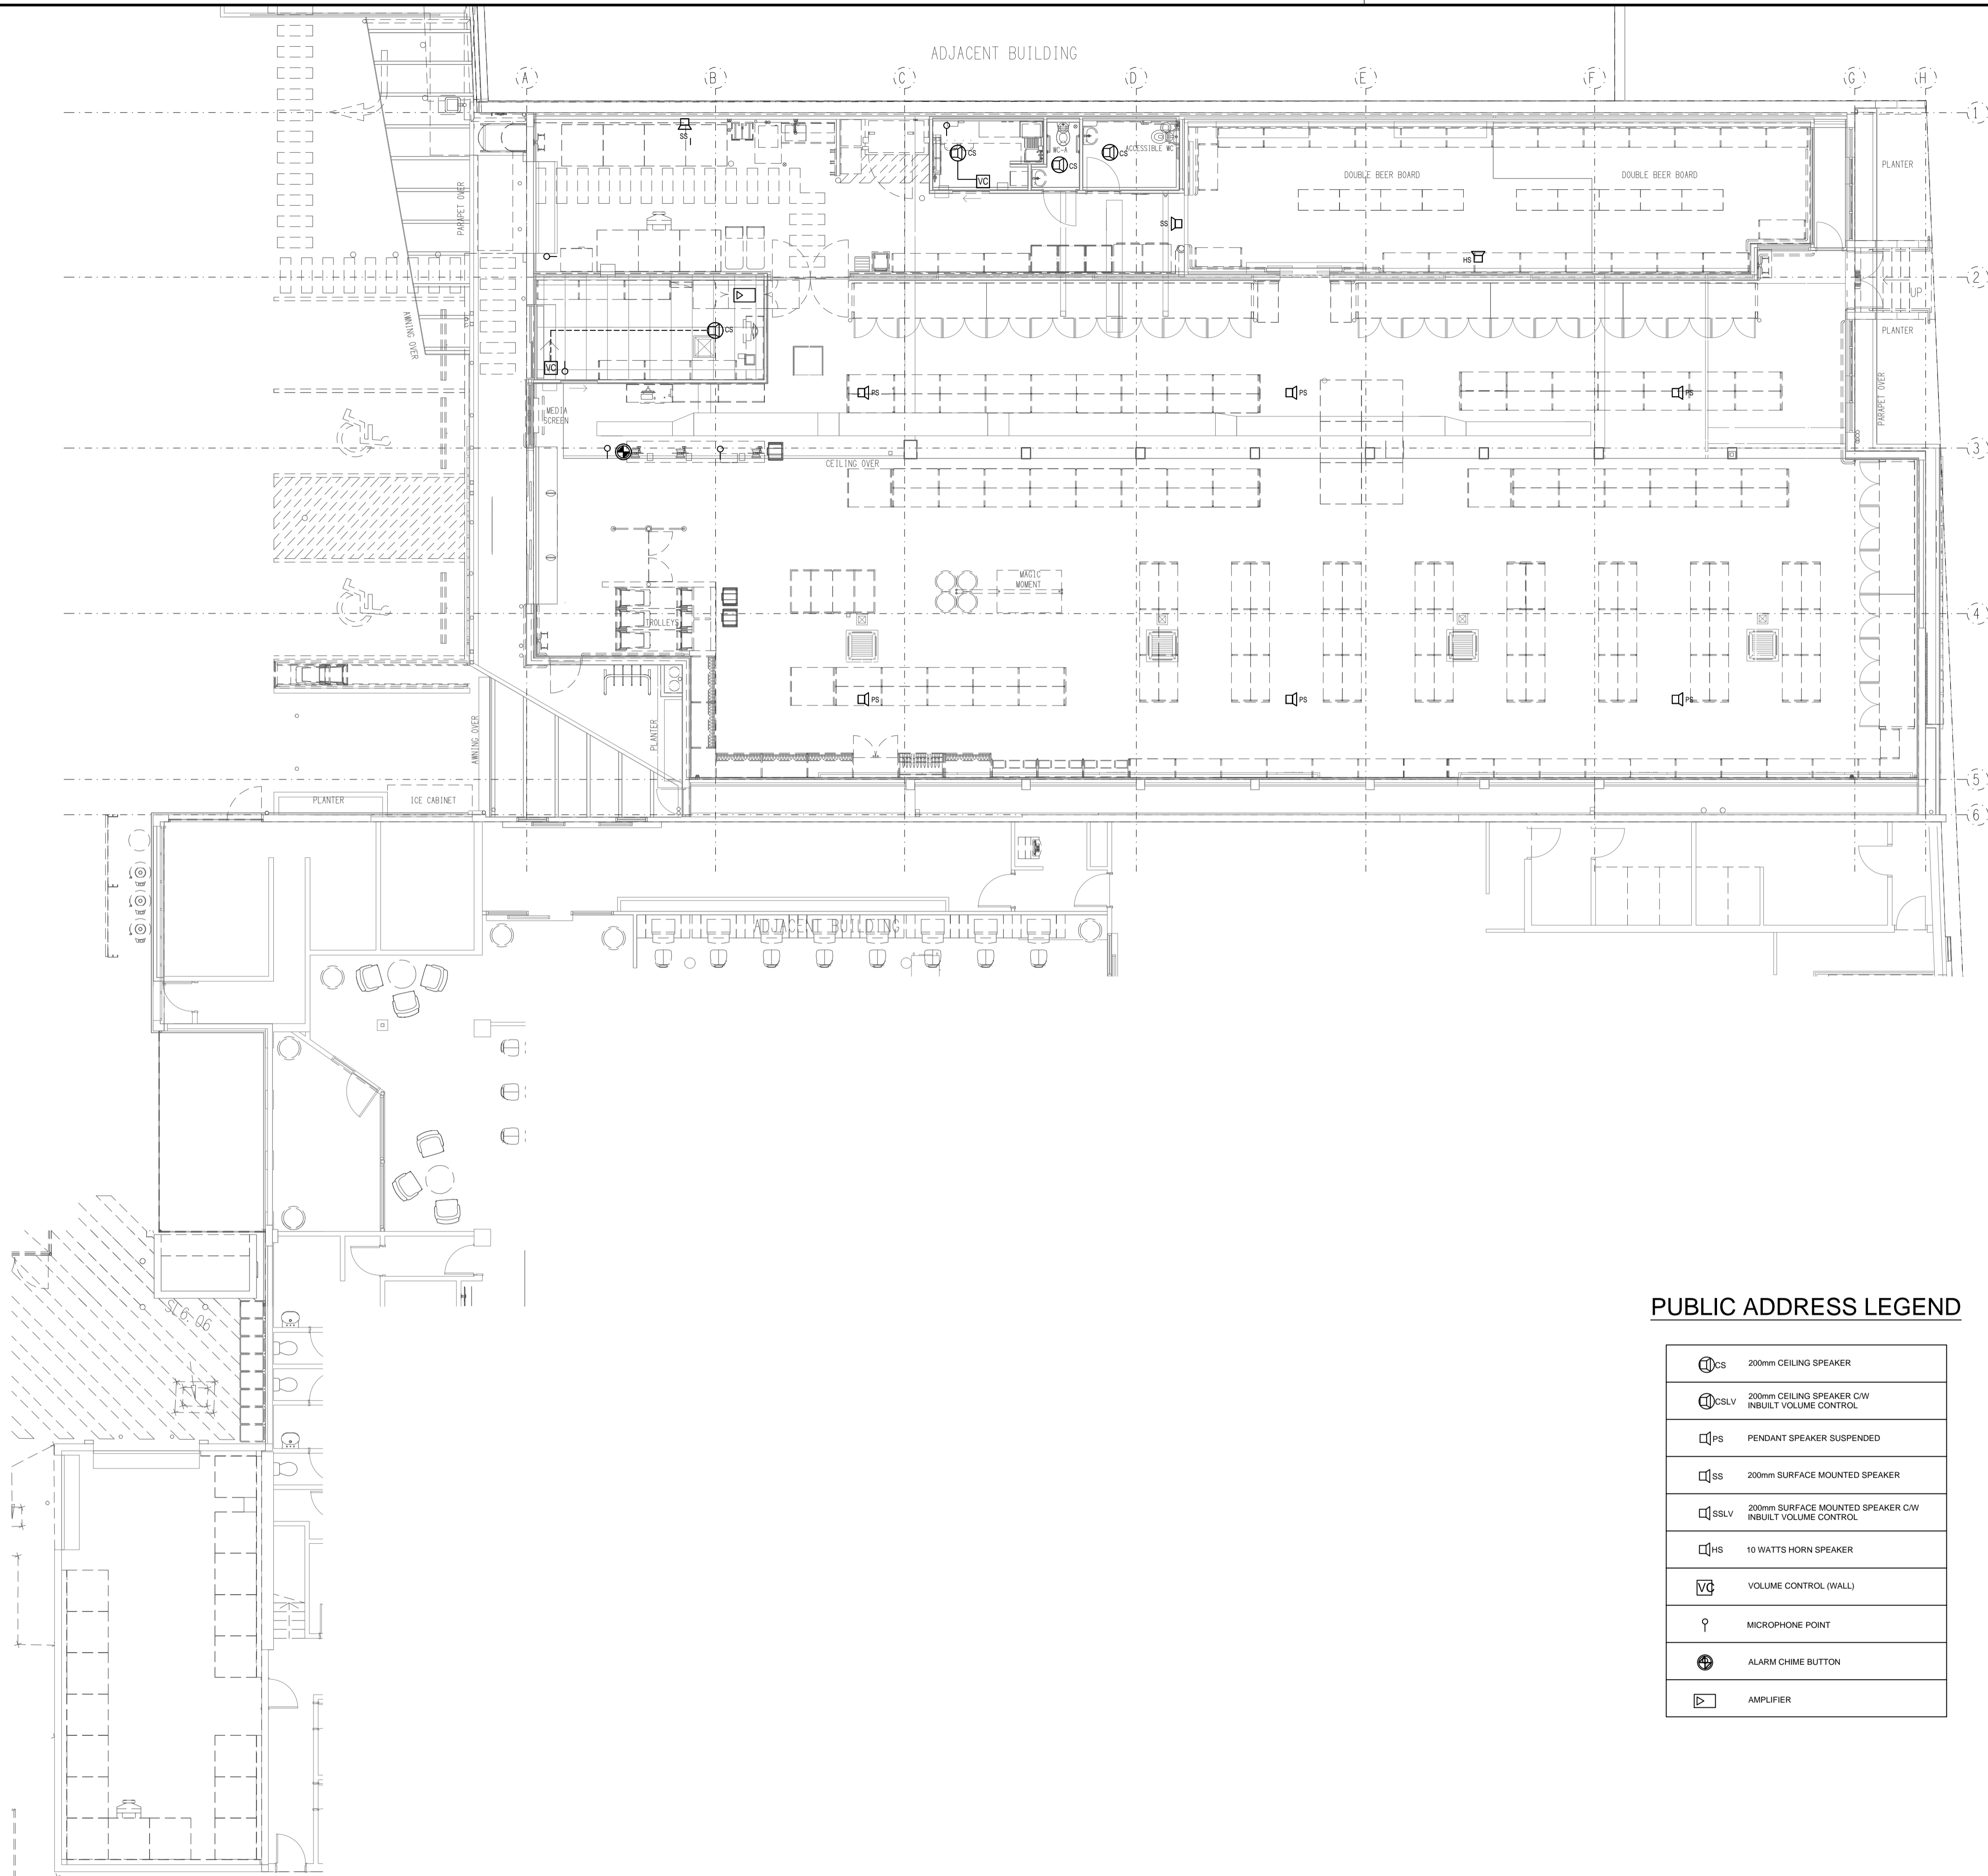 ADJACENT BUILDING
A
B
C
D
E
F
G
H
1
SS
CS
VC
WC-A
CS
CS
ACCESSIBLE WC
DOUBLE BEER BOARD
DOUBLE BEER BOARD
PLANTER
PARAPET OVER
SS
HS
2
UP
AWNING OVER
CS
VC
PLANTER
PS
PS
PS
PARAPET OVER
MEDIA
SCREEN
CEILING OVER
3
MAGIC
MOMENT
TROLLEYS
4
PS
PS
PS
AWNING OVER
PLANTER
5
PLANTER
ICE CABINET
6
ADJACENT BUILDING
PUBLIC ADDRESS LEGEND
CS 200mm CEILING SPEAKER
CSLV 200mm CEILING SPEAKER C/W
INBUILT VOLUME CONTROL
PS PENDANT SPEAKER SUSPENDED
SS 200mm SURFACE MOUNTED SPEAKER
SSLV 200mm SURFACE MOUNTED SPEAKER C/W
INBUILT VOLUME CONTROL
HS 10 WATTS HORN SPEAKER
VC VOLUME CONTROL (WALL)
MICROPHONE POINT
ALARM CHIME BUTTON
AMPLIFIER